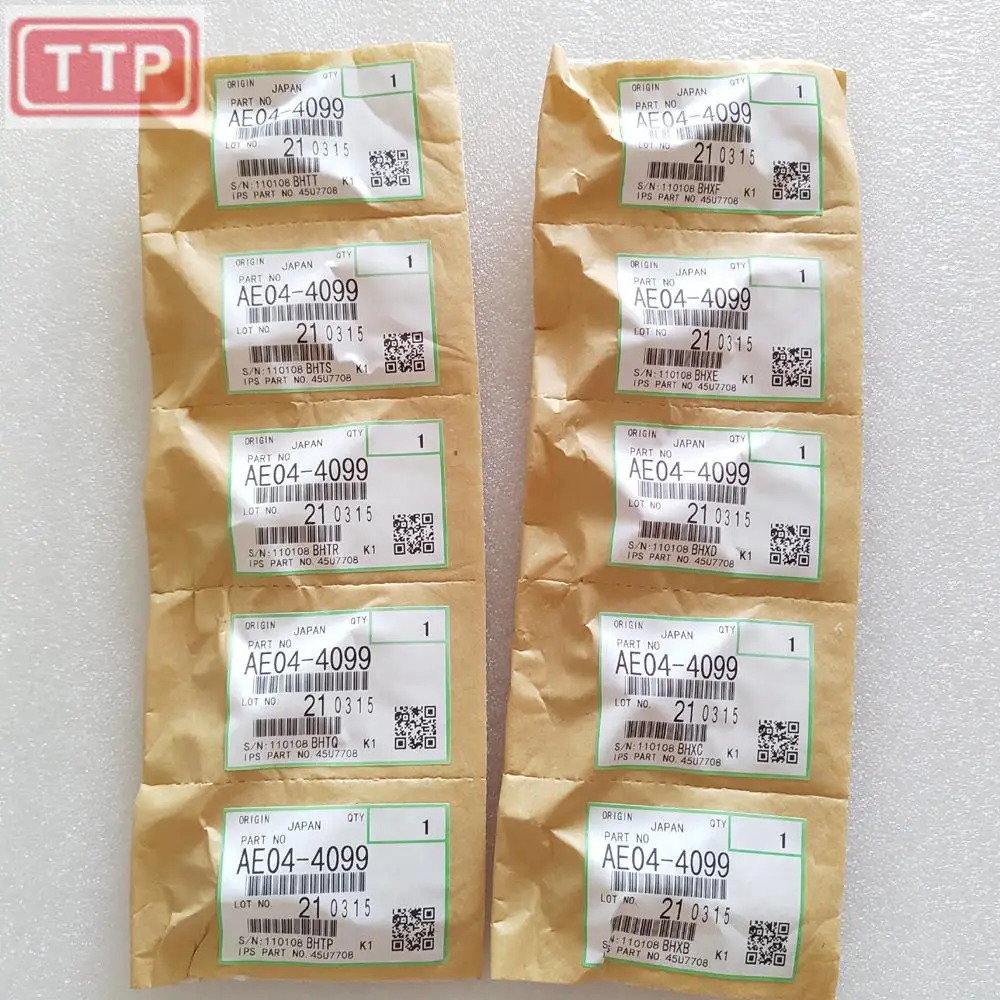 TTP
ORIGIN JAPAN QTY 1
PART NO
AE04-4099
LOT NO. 21 0315
S/N:110108 BHTT K1
IPS PART NO. 45U7708
ORIGIN JAPAN QTY 1
PART NO
AE04-4099
LOT NO 21 0315
S/N:110108 BHTS K1
IPS PART NO. 45U7708
ORIGIN JAPAN QTY 1
PART NO
AE04-4099
LOT NO. 21 0315
S/N:110108 BHTR K1
IPS PART NO. 45U7708
ORIGIN JAPAN QTY 1
PART NO
AE04-4099
LOT NO. 21 0315
S/N:110108 BHTQ K1
IPS PART NO. 45U7708
ORIGIN JAPAN QTY 1
PART NO
AE04-4099
LOT NO. 21 0315
S/N:110108 BHTP K1
IPS PART NO. 45U7708
ORIGIN JAPAN QTY 1
PART NO
AE04-4099
LOT NO. 21 0315
S/N:110108 BHXF K1
IPS PART NO. 45U7708
ORIGIN JAPAN QTY 1
PART NO
AE04-4099
LOT NO. 21 0315
S/N:110108 BHXE K1
IPS PART NO. 45U7708
ORIGIN JAPAN QTY 1
PART NO
AE04-4099
LOT NO. 21 0315
S/N:110108 BHXD K1
IPS PART NO. 45U7708
ORIGIN JAPAN QTY 1
PART NO
AE04-4099
LOT NO. 21 0315
S/N:110108 BHXC K1
IPS PART NO. 45U7708
ORIGIN JAPAN QTY 1
PART NO
AE04-4099
LOT NO. 21 0315
/N:110108 BHXB K1
PS PART NO. 45U7708